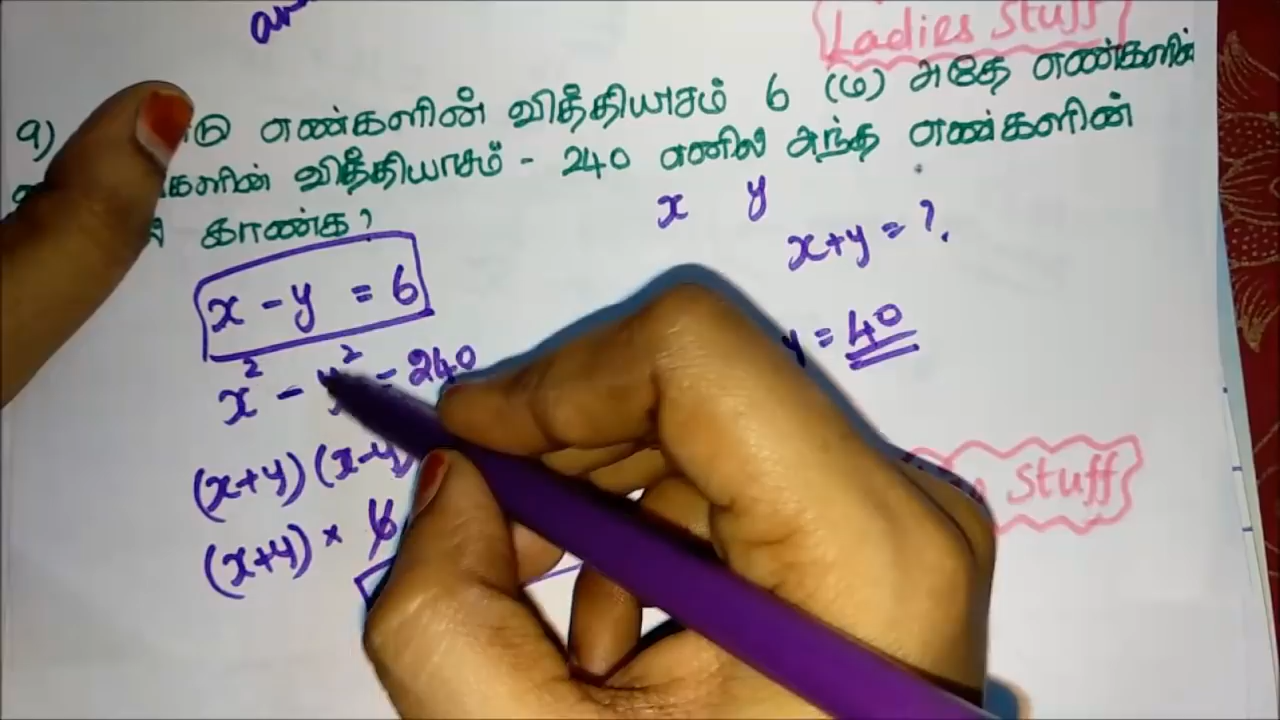 Ladies Stuff
9) எண்களின் வித்தியாசம் 6 (ம) அதே எண்களின்
வித்தியாசம் - 240 எனில் அந்த எண்களின்
காண்க?
x y
x+y = ?
x - y = 6
y = 40
x² - y² = 240
(x+y) (x-y)
Stuff
(x+y) × 6